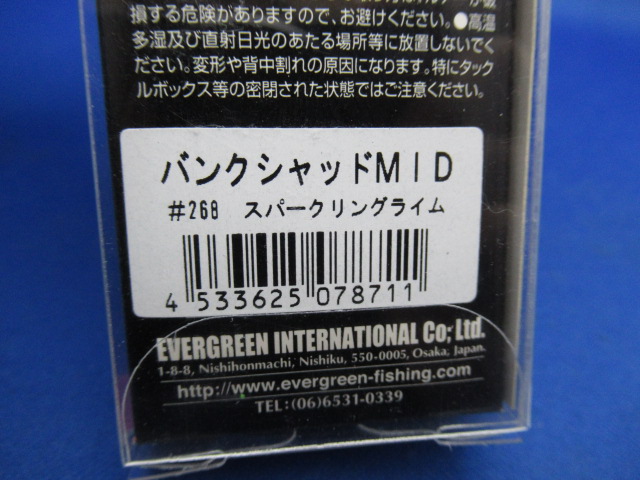 損する危険がありますので、お避けください。●高温
多湿及び直射日光のあたる場所等に放置しないでく
ださい。変形や背中割れの原因になります。特にタック
ルボックス等の密閉された状態ではご注意ください。
バンクシャッドMID
#268 スパークリングライム
4 533625 078711
EVERGREEN INTERNATIONAL Co; Ltd.
1-8-8, Nishihonmachi, Nishiku, 550-0005, Osaka, Japan.
http://www.evergreen-fishing.com
TEL:(06)6531-0339